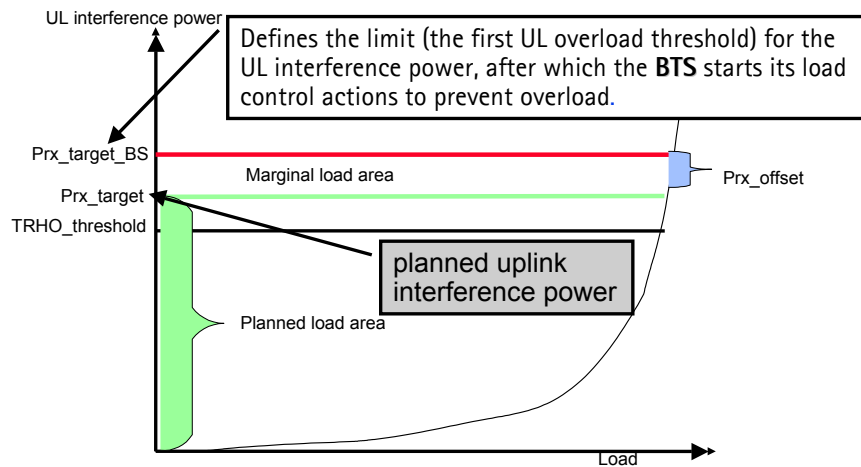 UL interference power
Defines the limit (the first UL overload threshold) for the
UL interference power, after which the BTS starts its load
control actions to prevent overload.
Prx_target_BS
Marginal load area
Prx_offset
Prx_target
TRHO_threshold
planned uplink
interference power
Planned load area
Load